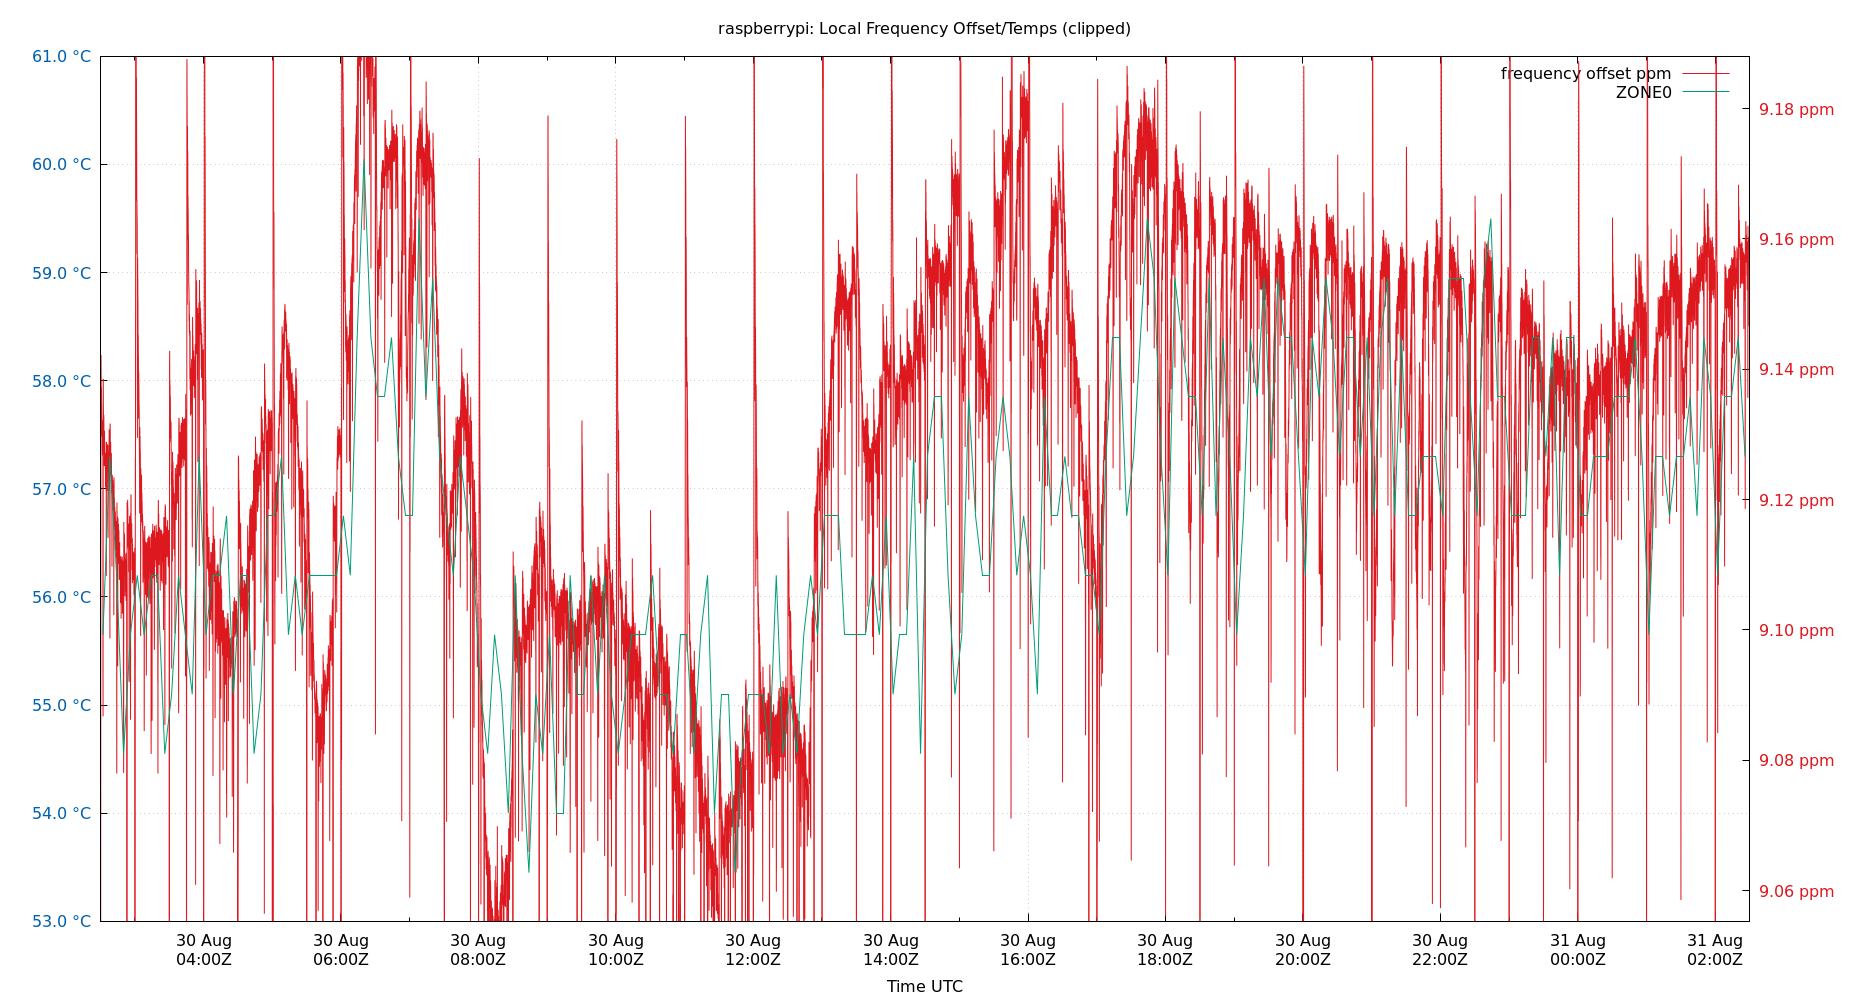 raspberrypi: Local Frequency Offset/Temps (clipped)
frequency offset ppm
ZONE0
61.0 °C
60.0 °C
59.0 °C
58.0 °C
57.0 °C
56.0 °C
55.0 °C
54.0 °C
53.0 °C
9.18 ppm
9.16 ppm
9.14 ppm
9.12 ppm
9.10 ppm
9.08 ppm
9.06 ppm
30 Aug 30 Aug 30 Aug 30 Aug 30 Aug 30 Aug 30 Aug 30 Aug 30 Aug 30 Aug 31 Aug 31 Aug
04:00Z 06:00Z 08:00Z 10:00Z 12:00Z 14:00Z 16:00Z 18:00Z 20:00Z 22:00Z 00:00Z 02:00Z
Time UTC